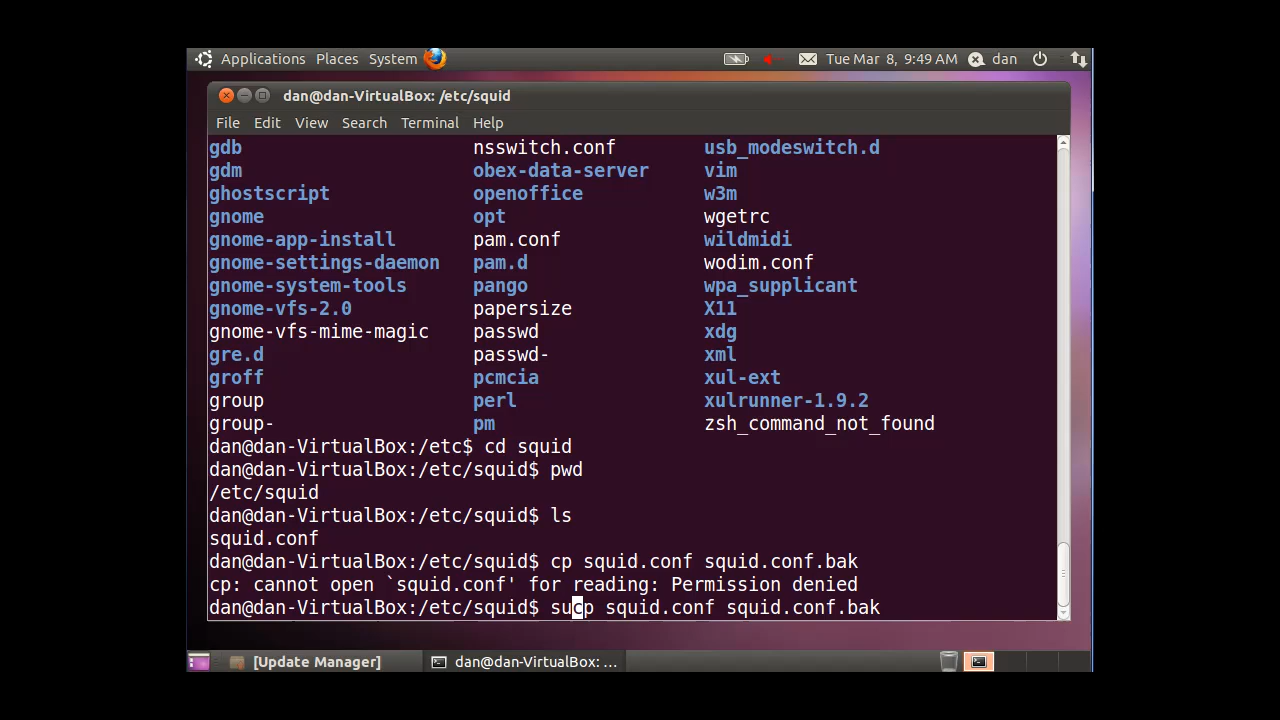 Applications Places System Tue Mar 8, 9:49 AM dan
dan@dan-VirtualBox: /etc/squid
File Edit View Search Terminal Help
gdb nsswitch.conf usb_modeswitch.d
gdm obex-data-server vim
ghostscript openoffice w3m
gnome opt wgetrc
gnome-app-install pam.conf wildmidi
gnome-settings-daemon pam.d wodim.conf
gnome-system-tools pango wpa_supplicant
gnome-vfs-2.0 papersize X11
gnome-vfs-mime-magic passwd xdg
gre.d passwd- xml
groff pcmcia xul-ext
group perl xulrunner-1.9.2
group- pm zsh_command_not_found
dan@dan-VirtualBox:/etc$ cd squid
dan@dan-VirtualBox:/etc/squid$ pwd
/etc/squid
dan@dan-VirtualBox:/etc/squid$ ls
squid.conf
dan@dan-VirtualBox:/etc/squid$ cp squid.conf squid.conf.bak
cp: cannot open `squid.conf' for reading: Permission denied
dan@dan-VirtualBox:/etc/squid$ sucp squid.conf squid.conf.bak
[Update Manager] dan@dan-VirtualBox: ...